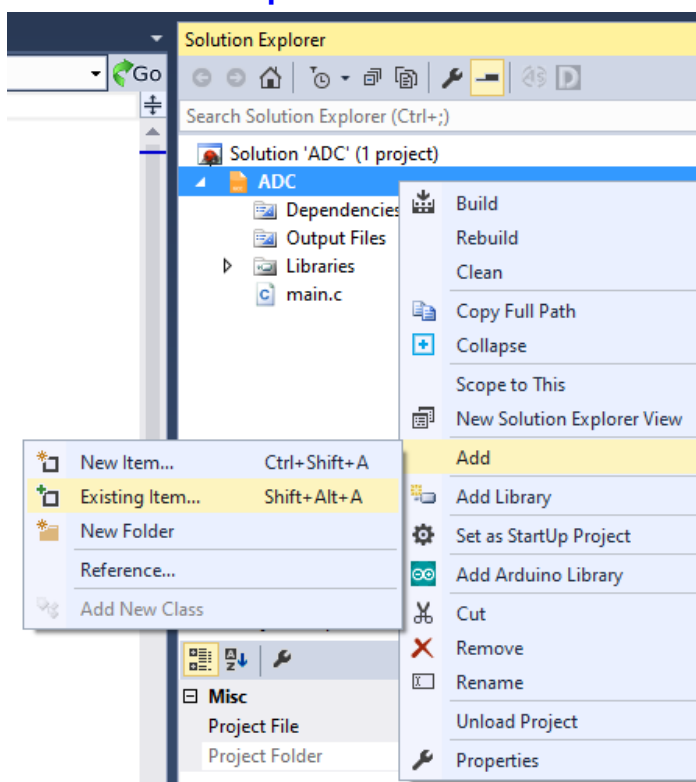 Solution Explorer
Go
Search Solution Explorer (Ctrl+;)
Solution 'ADC' (1 project)
ADC
Dependencies
Output Files
Libraries
main.c
Build
Rebuild
Clean
Copy Full Path
Collapse
Scope to This
New Solution Explorer View
Add
Add Library
Set as StartUp Project
Add Arduino Library
Cut
Remove
Rename
Unload Project
Properties
New Item... Ctrl+Shift+A
Existing Item... Shift+Alt+A
New Folder
Reference...
Add New Class
Misc
Project File
Project Folder